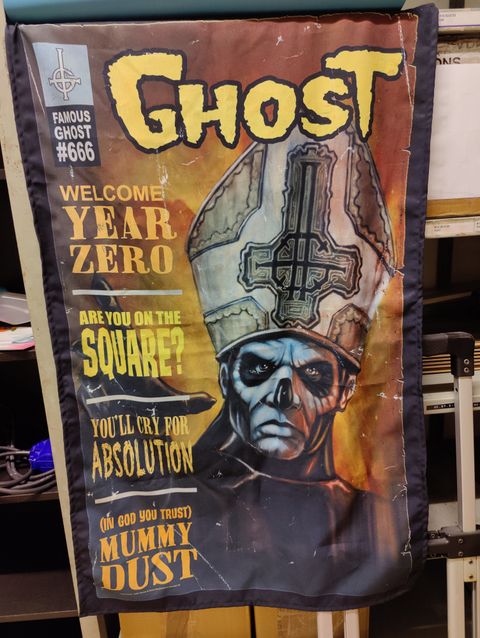 GHOST
FAMOUS
GHOST
#666
WELCOME
YEAR
ZERO
ARE YOU ON THE
SQUARE?
YOU'LL CRY FOR
ABSOLUTION
(IN GOD YOU TRUST)
MUMMY
DUST